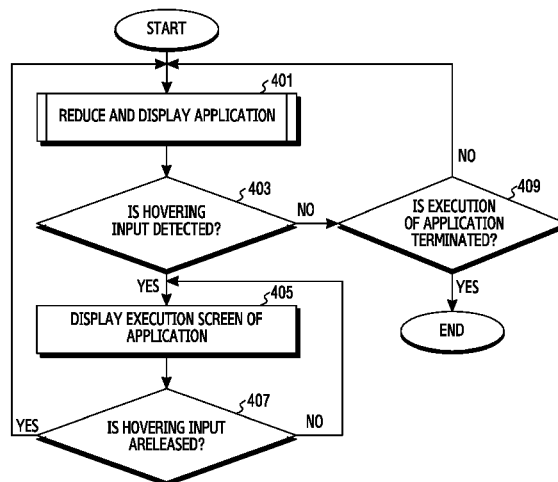 START
401
REDUCE AND DISPLAY APPLICATION
403
IS HOVERING
INPUT DETECTED?
NO
NO
409
IS EXECUTION
OF APPLICATION
TERMINATED?
YES
YES
405
DISPLAY EXECUTION SCREEN OF
APPLICATION
END
407
YES
IS HOVERING INPUT
ARELEASED?
NO